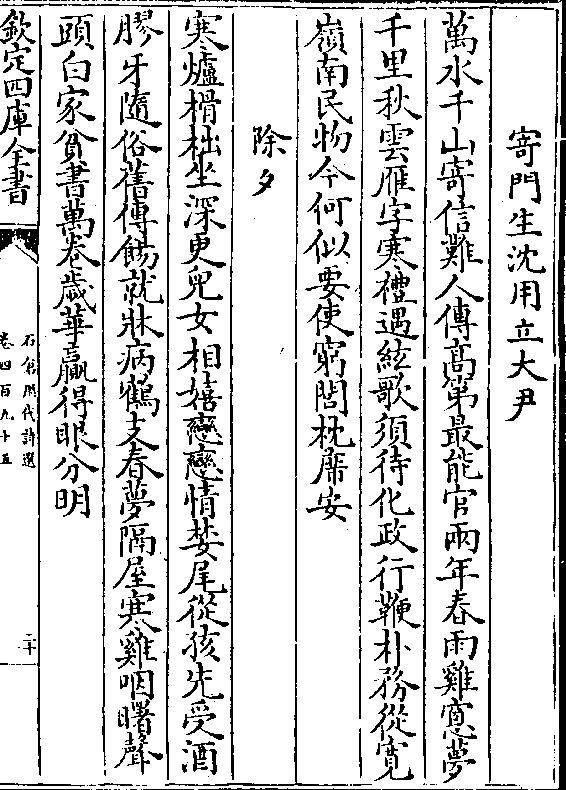 寄門生沈用立大尹
萬水千山寄信難人傳髙第最能官兩年春雨雞窓夢
千里秋雲雁字寒禮遇絃歌須待化政行鞭朴務從寛
嶺南民物今何似要使窮閻枕席安
除夕
寒爐榾柮坐深更兒女相嬉戀戀情婪尾從孩先受酒
膠牙隨俗舊傳餳就牀病鶴支春夢隔屋寒雞咽曙聲
頭白家貧書萬卷歲華贏得眼分明
欽定四庫全書
石倉歷代詩選
卷四百九十五
二十